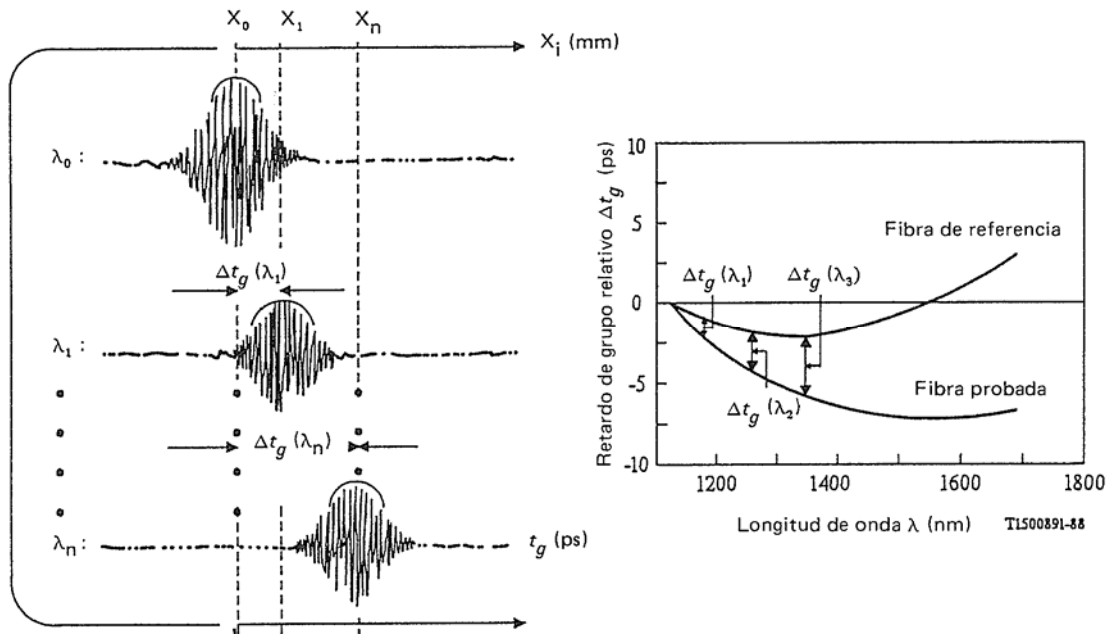 X₀ X₁ Xₙ
Xᵢ (mm)
λ₀ :
Δt_g (λ₁)
λ₁ :
Δt_g (λₙ)
λₙ :
t_g (ps)
Retardo de grupo relativo Δt_g (ps)
10
5
0
-5
-10
Fibra de referencia
Δt_g (λ₁) Δt_g (λ₃)
Δt_g (λ₂)
Fibra probada
1200 1400 1600 1800
Longitud de onda λ (nm)
T1500891-88